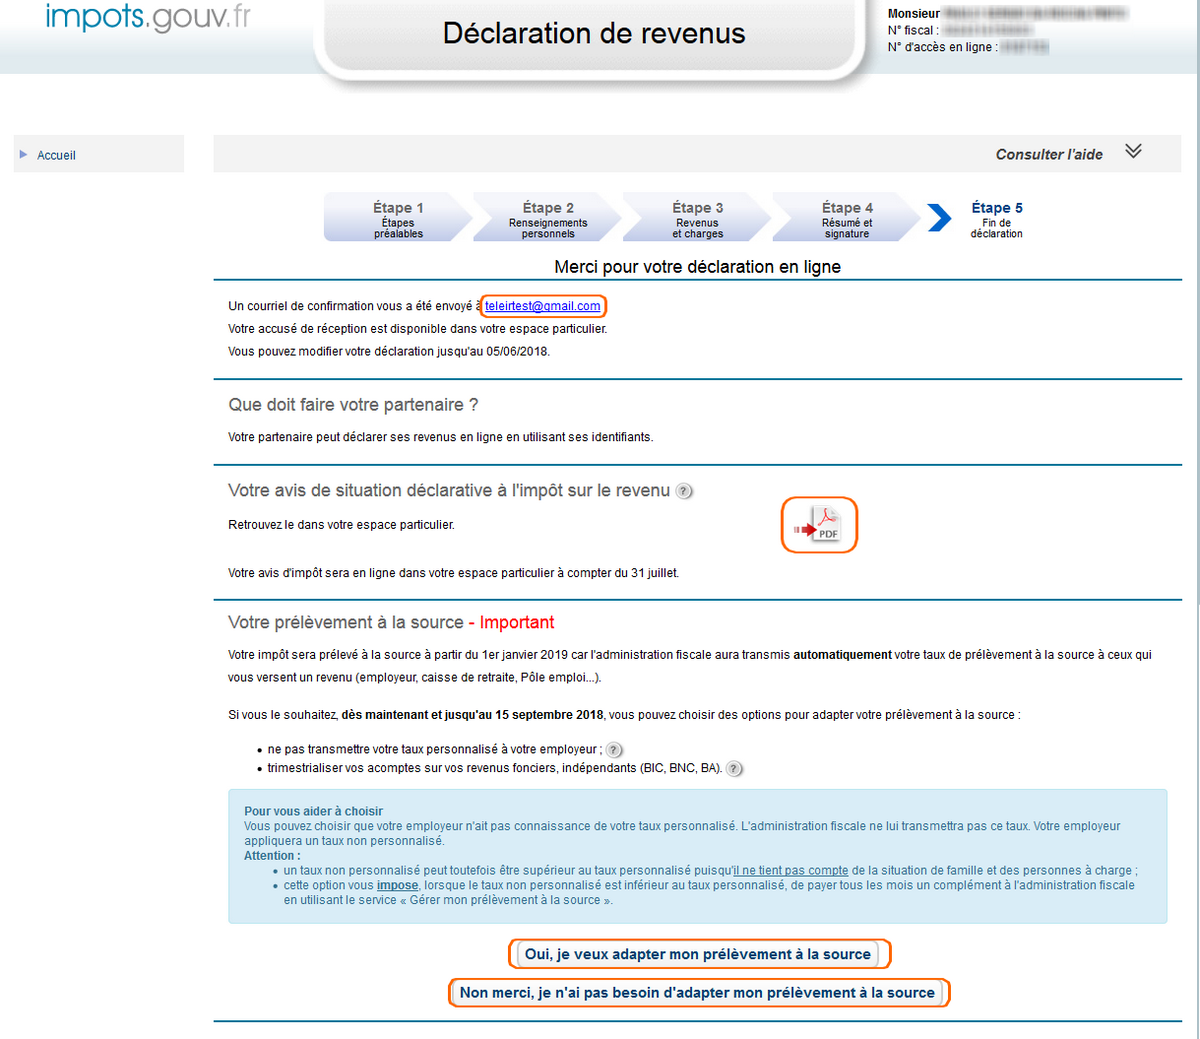 impots.gouv.fr
Déclaration de revenus
Monsieur
N° fiscal :
N° d'accès en ligne :
Accueil
Consulter l'aide
Étape 1
Étapes
préalables
Étape 2
Renseignements
personnels
Étape 3
Revenus
et charges
Étape 4
Résumé et
signature
Étape 5
Fin de
déclaration
Merci pour votre déclaration en ligne
Un courriel de confirmation vous a été envoyé à teleirtest@gmail.com
Votre accusé de réception est disponible dans votre espace particulier.
Vous pouvez modifier votre déclaration jusqu'au 05/06/2018.
Que doit faire votre partenaire ?
Votre partenaire peut déclarer ses revenus en ligne en utilisant ses identifiants.
Votre avis de situation déclarative à l'impôt sur le revenu ?
Retrouvez le dans votre espace particulier.
PDF
Votre avis d'impôt sera en ligne dans votre espace particulier à compter du 31 juillet.
Votre prélèvement à la source - Important
Votre impôt sera prélevé à la source à partir du 1er janvier 2019 car l'administration fiscale aura transmis automatiquement votre taux de prélèvement à la source à ceux qui
vous versent un revenu (employeur, caisse de retraite, Pôle emploi...).
Si vous le souhaitez, dès maintenant et jusqu'au 15 septembre 2018, vous pouvez choisir des options pour adapter votre prélèvement à la source :
• ne pas transmettre votre taux personnalisé à votre employeur ; ?
• trimestrialiser vos acomptes sur vos revenus fonciers, indépendants (BIC, BNC, BA). ?
Pour vous aider à choisir
Vous pouvez choisir que votre employeur n'ait pas connaissance de votre taux personnalisé. L'administration fiscale ne lui transmettra pas ce taux. Votre employeur
appliquera un taux non personnalisé.
Attention :
• un taux non personnalisé peut toutefois être supérieur au taux personnalisé puisqu'il ne tient pas compte de la situation de famille et des personnes à charge ;
• cette option vous impose, lorsque le taux non personnalisé est inférieur au taux personnalisé, de payer tous les mois un complément à l'administration fiscale
en utilisant le service « Gérer mon prélèvement à la source ».
Oui, je veux adapter mon prélèvement à la source
Non merci, je n'ai pas besoin d'adapter mon prélèvement à la source